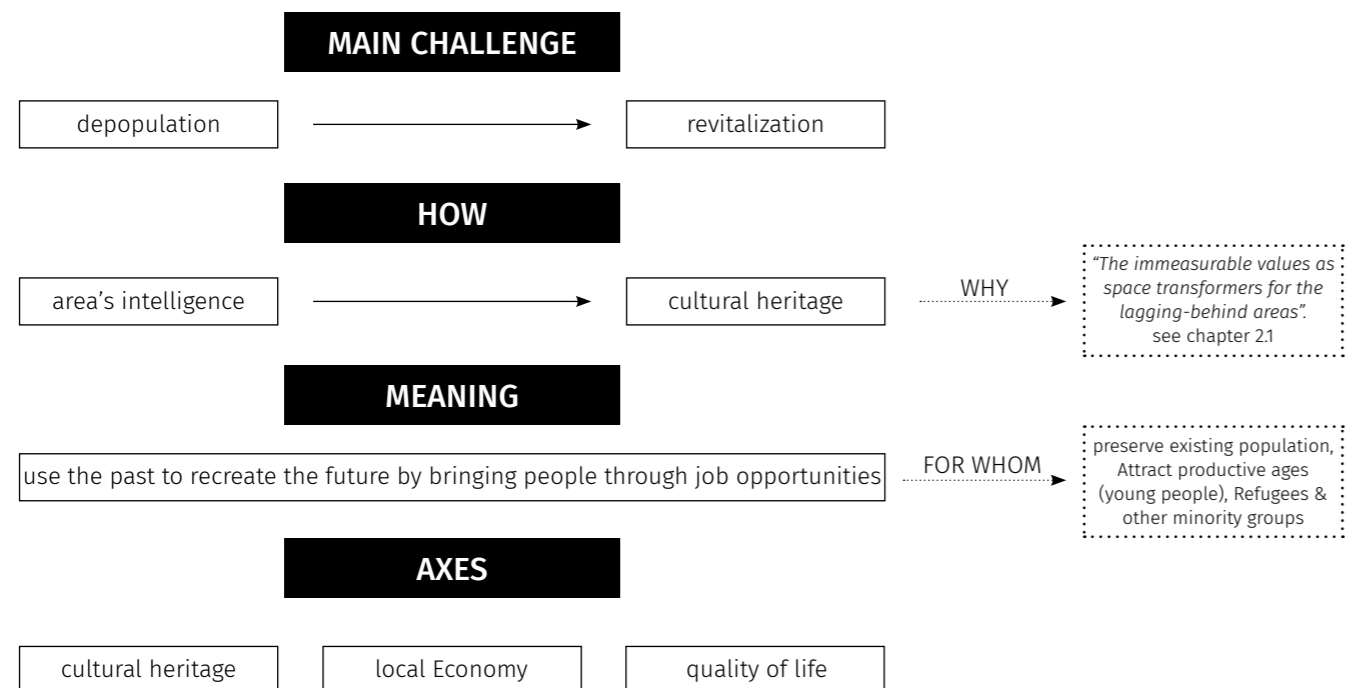 MAIN CHALLENGE
depopulation
revitalization
HOW
area’s intelligence
cultural heritage
WHY
“The immeasurable values as
space transformers for the
lagging-behind areas”.
see chapter 2.1
MEANING
use the past to recreate the future by bringing people through job opportunities
FOR WHOM
preserve existing population,
Attract productive ages
(young people), Refugees &
other minority groups
AXES
cultural heritage
local Economy
quality of life